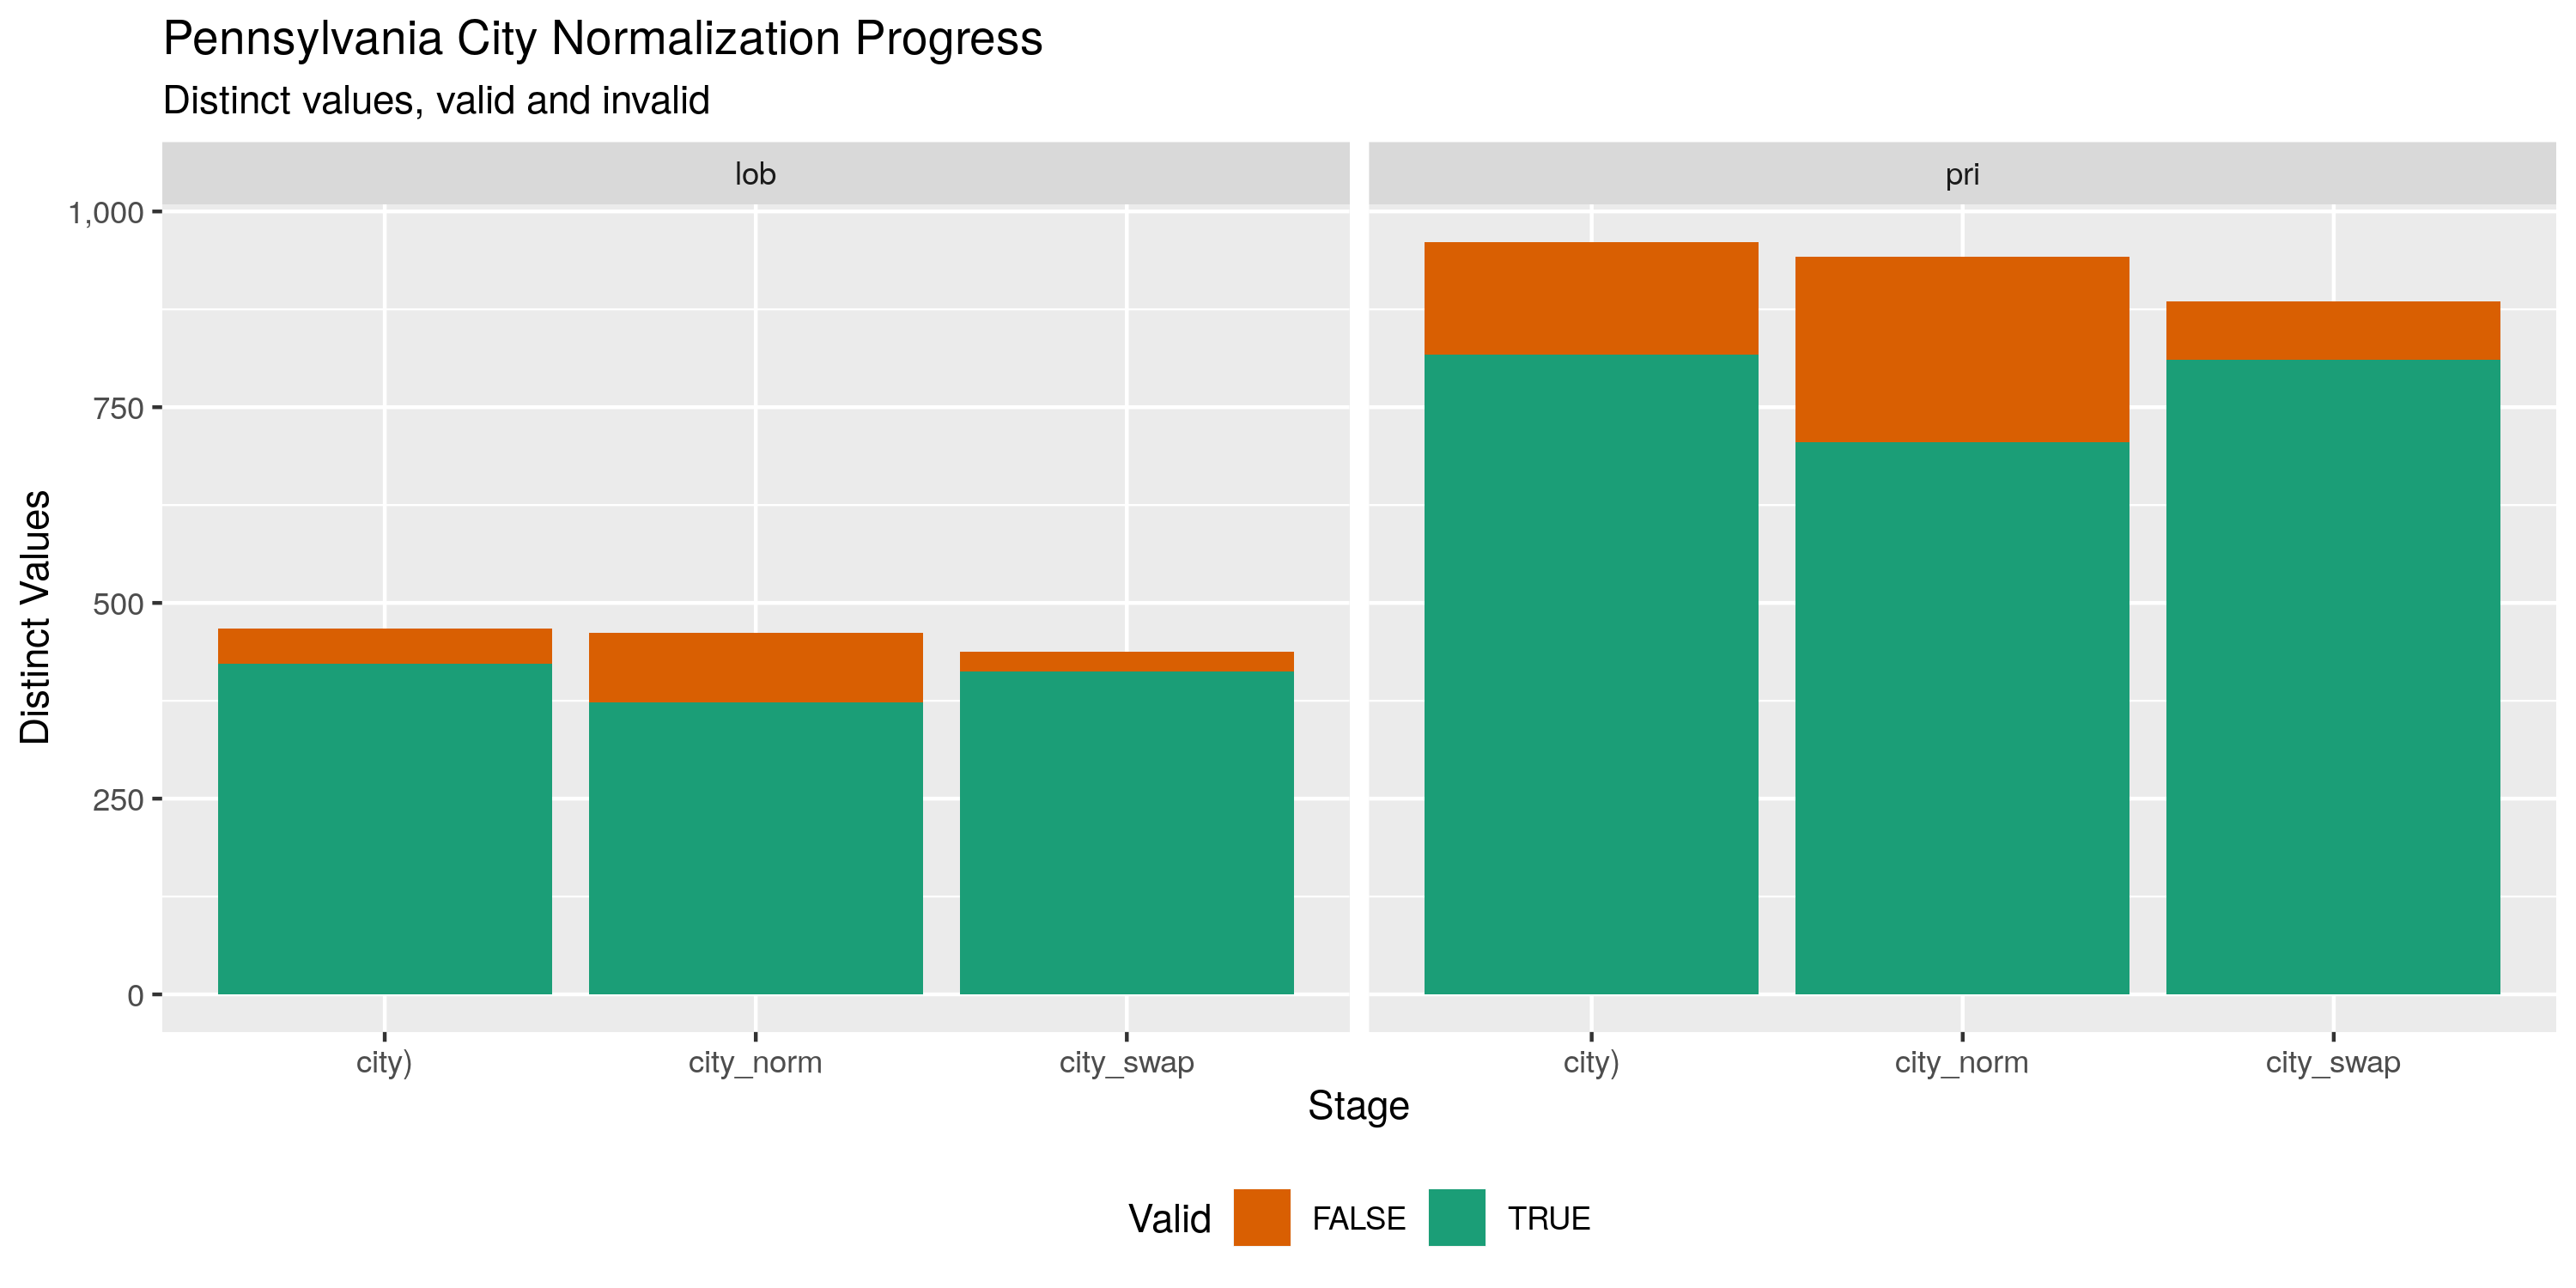 Pennsylvania City Normalization Progress
Distinct values, valid and invalid
lob
pri
1,000
750
500
250
0
Distinct Values
city)
city_norm
city_swap
city)
city_norm
city_swap
Stage
Valid
FALSE
TRUE